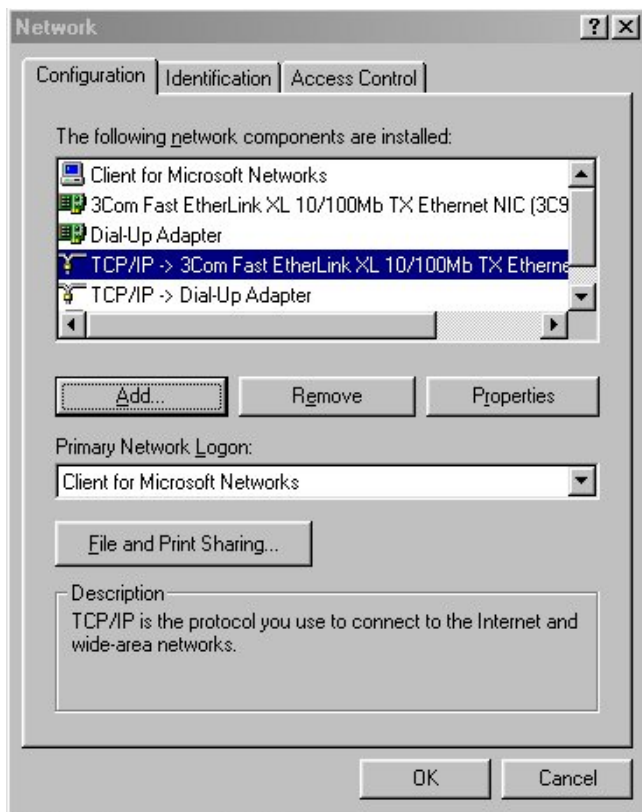 Network
Configuration Identification Access Control
The following network components are installed:
Client for Microsoft Networks
3Com Fast EtherLink XL 10/100Mb TX Ethernet NIC (3C9
Dial-Up Adapter
TCP/IP -> 3Com Fast EtherLink XL 10/100Mb TX Etherne
TCP/IP -> Dial-Up Adapter
Add... Remove Properties
Primary Network Logon:
Client for Microsoft Networks
File and Print Sharing...
Description
TCP/IP is the protocol you use to connect to the Internet and
wide-area networks.
OK Cancel